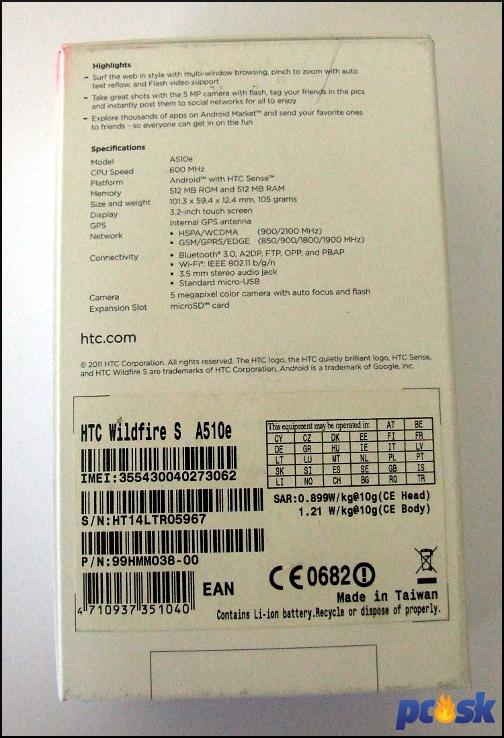 Highlights
- Surf the web in style with multi-window browsing, pinch to zoom with auto
text reflow, and Flash video support
- Take great shots with the 5 MP camera with flash, tag your friends in the pics
and instantly post them to social networks for all to enjoy
- Explore thousands of apps on Android Market™ and send your favorite ones
to friends - so everyone can get in on the fun
Specifications
Model A510e
CPU Speed 600 MHz
Platform Android™ with HTC Sense™
Memory 512 MB ROM and 512 MB RAM
Size and weight 101.3 x 59.4 x 12.4 mm, 105 grams
Display 3.2-inch touch screen
GPS Internal GPS antenna
Network • HSPA/WCDMA (900/2100 MHz)
• GSM/GPRS/EDGE (850/900/1800/1900 MHz)
Connectivity • Bluetooth® 3.0, A2DP, FTP, OPP, and PBAP
• Wi-Fi®: IEEE 802.11 b/g/n
• 3.5 mm stereo audio jack
• Standard micro-USB
Camera 5 megapixel color camera with auto focus and flash
Expansion Slot microSD™ card
htc.com
© 2011 HTC Corporation. All rights reserved. The HTC logo, the HTC quietly brilliant logo, HTC Sense,
and HTC Wildfire S are trademarks of HTC Corporation. Android is a trademark of Google, Inc.
HTC Wildfire S A510e
IMEI:355430040273062
S/N:HT14LTR05967
P/N:99HMM038-00
4 710937 351040
EAN
This equipment may be operated in: AT BE
CY CZ DK EE FI FR
DE GR HU IE IT LV
LT LU MT NL PL PT
SK SI ES SE GB IS
LI NO CH BG RO TR
SAR:0.899W/kg@10g(CE Head)
1.21 W/kg@10g(CE Body)
CE0682!
Made in Taiwan
Contains Li-ion battery.Recycle or dispose of properly.
pcsk